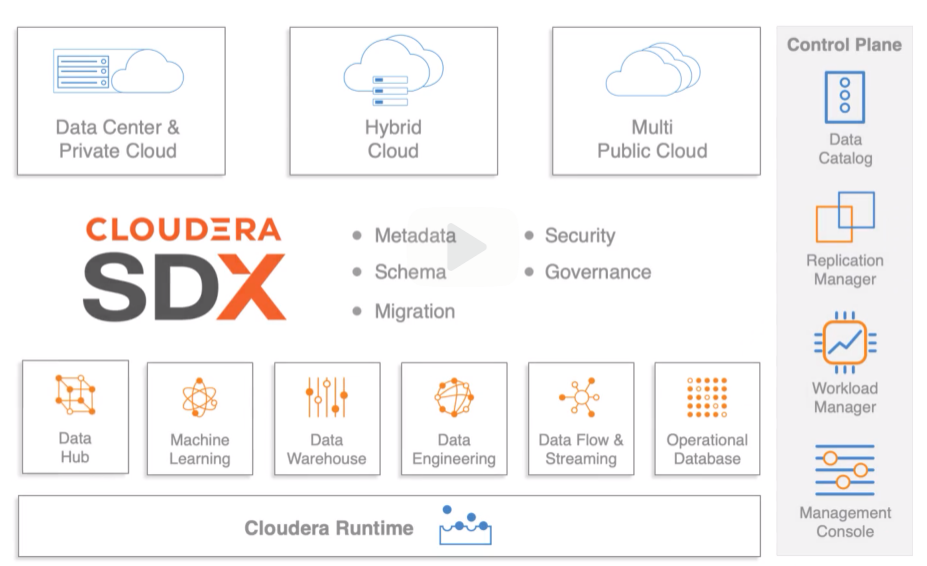 Data Center &
Private Cloud
Hybrid
Cloud
Multi
Public Cloud
CLOUDERA
SDX
Metadata
Schema
Migration
Security
Governance
Data
Hub
Machine
Learning
Data
Warehouse
Data
Engineering
Data Flow &
Streaming
Operational
Database
Cloudera Runtime
Control Plane
Data
Catalog
Replication
Manager
Workload
Manager
Management
Console